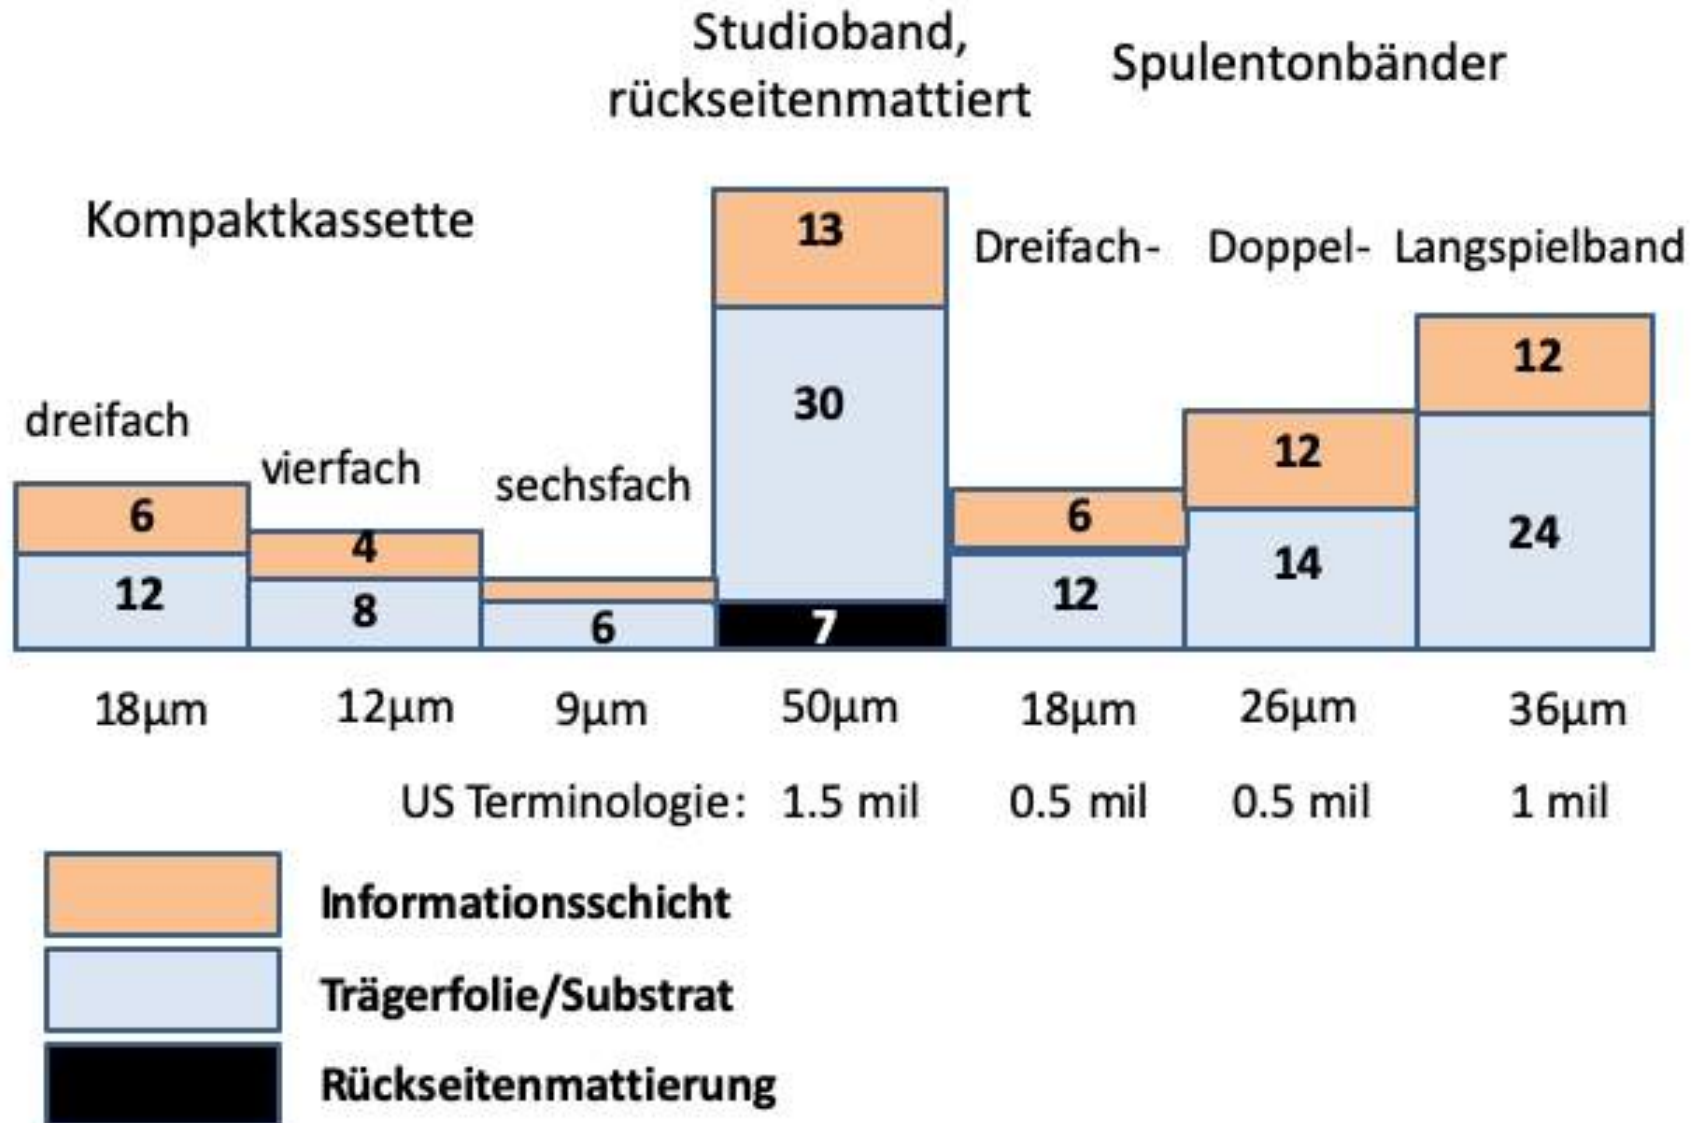 Studioband,
rückseitenmattiert
Spulentonbänder
Kompaktkassette
Dreifach-
Doppel-
Langspielband
dreifach
vierfach
sechsfach
13
30
7
6
12
4
8
6
6
12
12
14
12
24
18µm
12µm
9µm
50µm
18µm
26µm
36µm
US Terminologie: 1.5 mil 0.5 mil 0.5 mil 1 mil
Informationsschicht
Trägerfolie/Substrat
Rückseitenmattierung